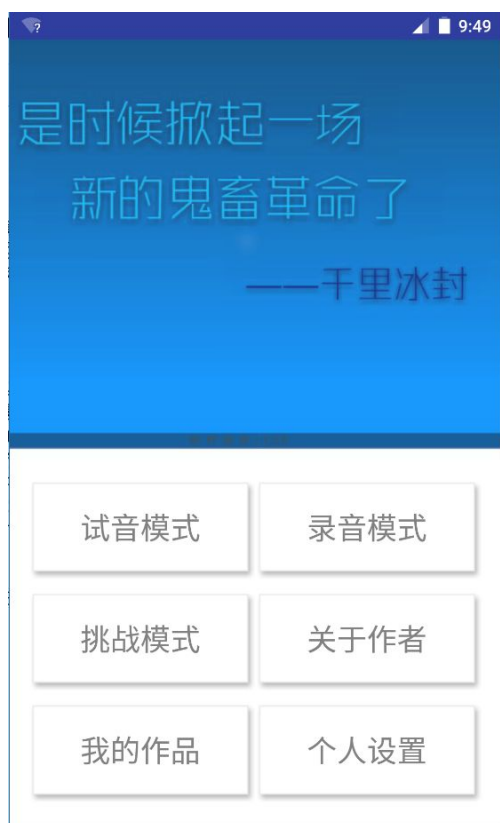 9:49
是时候掀起一场
新的鬼畜革命了
——千里冰封
试音模式
录音模式
挑战模式
关于作者
我的作品
个人设置